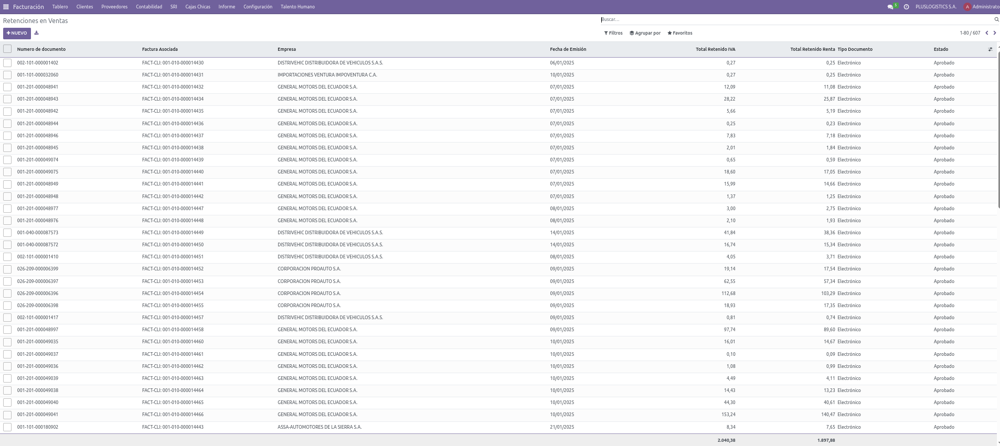 Facturación Tablero Clientes Proveedores Contabilidad SRI Cajas Chicas Informe Configuración Talento Humano 5 PLUSLOGISTICS S.A. A Administrato
Retenciones en Ventas Buscar...
+ NUEVO Filtros Agrupar por Favoritos 1-80 / 607
Numero de documento Factura Asociada Empresa Fecha de Emisión Total Retenido IVA Total Retenido Renta Tipo Documento Estado
002-101-000001402 FACT-CLI: 001-010-000014430 DISTRIVEHIC DISTRIBUIDORA DE VEHICULOS S.A.S. 06/01/2025 0,27 0,25 Electrónico Aprobado
001-101-000032060 FACT-CLI: 001-010-000014431 IMPORTACIONES VENTURA IMPOVENTURA C.A. 10/01/2025 0,27 0,25 Electrónico Aprobado
001-201-000048941 FACT-CLI: 001-010-000014432 GENERAL MOTORS DEL ECUADOR S.A. 07/01/2025 12,09 11,08 Electrónico Aprobado
001-201-000048943 FACT-CLI: 001-010-000014434 GENERAL MOTORS DEL ECUADOR S.A. 07/01/2025 28,22 25,87 Electrónico Aprobado
001-201-000048942 FACT-CLI: 001-010-000014435 GENERAL MOTORS DEL ECUADOR S.A. 07/01/2025 5,66 5,19 Electrónico Aprobado
001-201-000048944 FACT-CLI: 001-010-000014436 GENERAL MOTORS DEL ECUADOR S.A. 07/01/2025 0,25 0,23 Electrónico Aprobado
001-201-000048946 FACT-CLI: 001-010-000014437 GENERAL MOTORS DEL ECUADOR S.A. 07/01/2025 7,83 7,18 Electrónico Aprobado
001-201-000048945 FACT-CLI: 001-010-000014438 GENERAL MOTORS DEL ECUADOR S.A. 07/01/2025 2,01 1,84 Electrónico Aprobado
001-201-000049074 FACT-CLI: 001-010-000014439 GENERAL MOTORS DEL ECUADOR S.A. 07/01/2025 0,65 0,59 Electrónico Aprobado
001-201-000049075 FACT-CLI: 001-010-000014440 GENERAL MOTORS DEL ECUADOR S.A. 07/01/2025 18,60 17,05 Electrónico Aprobado
001-201-000048949 FACT-CLI: 001-010-000014441 GENERAL MOTORS DEL ECUADOR S.A. 07/01/2025 15,99 14,66 Electrónico Aprobado
001-201-000048948 FACT-CLI: 001-010-000014442 GENERAL MOTORS DEL ECUADOR S.A. 07/01/2025 1,37 1,25 Electrónico Aprobado
001-201-000048977 FACT-CLI: 001-010-000014447 GENERAL MOTORS DEL ECUADOR S.A. 08/01/2025 3,00 2,75 Electrónico Aprobado
001-201-000048976 FACT-CLI: 001-010-000014448 GENERAL MOTORS DEL ECUADOR S.A. 08/01/2025 2,10 1,93 Electrónico Aprobado
001-040-000087573 FACT-CLI: 001-010-000014449 DISTRIVEHIC DISTRIBUIDORA DE VEHICULOS S.A.S. 14/01/2025 41,84 38,36 Electrónico Aprobado
001-040-000087572 FACT-CLI: 001-010-000014450 DISTRIVEHIC DISTRIBUIDORA DE VEHICULOS S.A.S. 14/01/2025 16,74 15,34 Electrónico Aprobado
002-101-000001410 FACT-CLI: 001-010-000014451 DISTRIVEHIC DISTRIBUIDORA DE VEHICULOS S.A.S. 08/01/2025 4,05 3,71 Electrónico Aprobado
026-209-000006399 FACT-CLI: 001-010-000014452 CORPORACION PROAUTO S.A. 09/01/2025 19,14 17,54 Electrónico Aprobado
026-209-000006397 FACT-CLI: 001-010-000014453 CORPORACION PROAUTO S.A. 09/01/2025 62,55 57,34 Electrónico Aprobado
026-209-000006396 FACT-CLI: 001-010-000014454 CORPORACION PROAUTO S.A. 09/01/2025 112,68 103,29 Electrónico Aprobado
026-209-000006398 FACT-CLI: 001-010-000014455 CORPORACION PROAUTO S.A. 09/01/2025 18,93 17,35 Electrónico Aprobado
002-101-000001417 FACT-CLI: 001-010-000014457 DISTRIVEHIC DISTRIBUIDORA DE VEHICULOS S.A.S. 09/01/2025 0,81 0,74 Electrónico Aprobado
001-201-000048997 FACT-CLI: 001-010-000014458 GENERAL MOTORS DEL ECUADOR S.A. 09/01/2025 97,74 89,60 Electrónico Aprobado
001-201-000049035 FACT-CLI: 001-010-000014460 GENERAL MOTORS DEL ECUADOR S.A. 10/01/2025 16,01 14,67 Electrónico Aprobado
001-201-000049037 FACT-CLI: 001-010-000014461 GENERAL MOTORS DEL ECUADOR S.A. 10/01/2025 0,10 0,09 Electrónico Aprobado
001-201-000049036 FACT-CLI: 001-010-000014462 GENERAL MOTORS DEL ECUADOR S.A. 10/01/2025 1,08 0,99 Electrónico Aprobado
001-201-000049039 FACT-CLI: 001-010-000014463 GENERAL MOTORS DEL ECUADOR S.A. 10/01/2025 4,49 4,11 Electrónico Aprobado
001-201-000049038 FACT-CLI: 001-010-000014464 GENERAL MOTORS DEL ECUADOR S.A. 10/01/2025 14,43 13,23 Electrónico Aprobado
001-201-000049040 FACT-CLI: 001-010-000014465 GENERAL MOTORS DEL ECUADOR S.A. 10/01/2025 44,30 40,61 Electrónico Aprobado
001-201-000049041 FACT-CLI: 001-010-000014466 GENERAL MOTORS DEL ECUADOR S.A. 10/01/2025 153,24 140,47 Electrónico Aprobado
001-101-000180902 FACT-CLI: 001-010-000014443 ASSA-AUTOMOTORES DE LA SIERRA S.A. 21/01/2025 8,34 7,65 Electrónico Aprobado
2.040,38 1.897,88